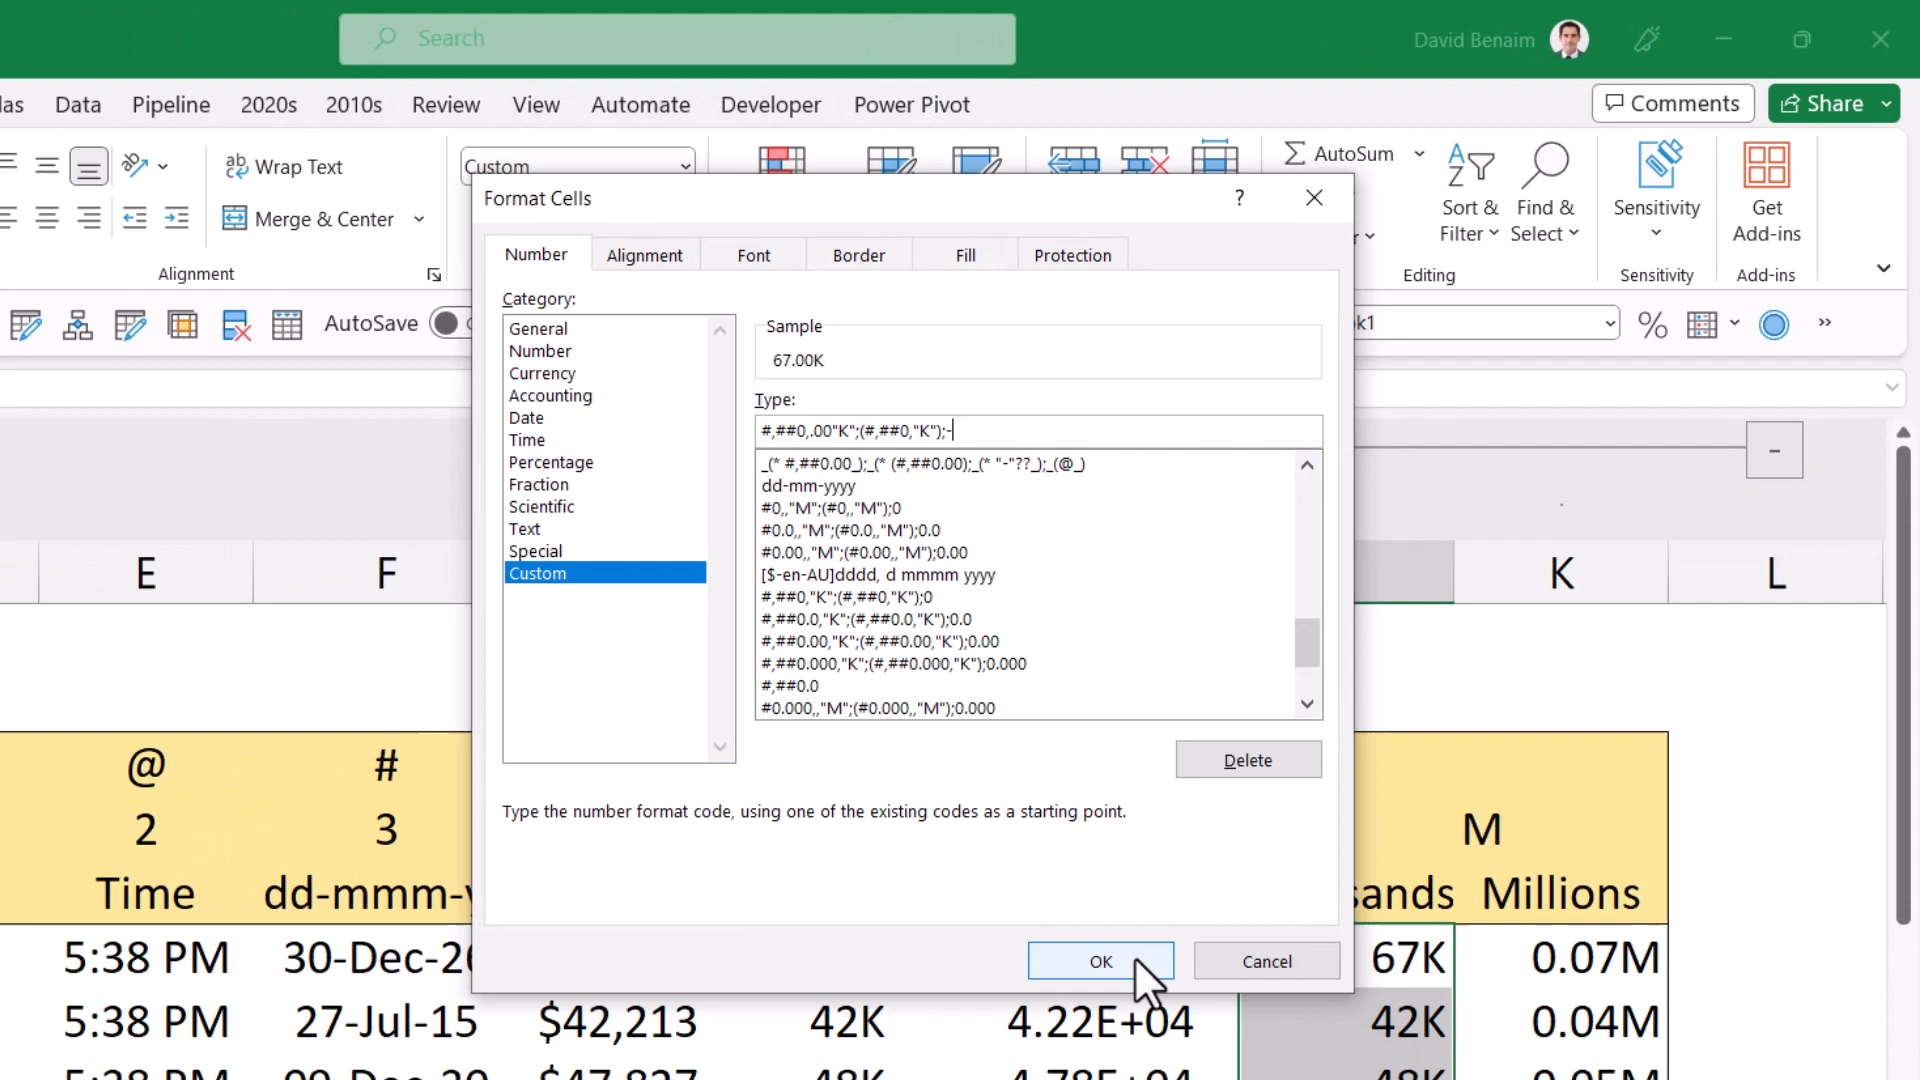 Search
David Benaim
Data Pipeline 2020s 2010s Review View Automate Developer Power Pivot
Comments Share
Wrap Text Custom AutoSum
Merge & Center
Sort & Filter
Find & Select
Sensitivity
Get Add-ins
Alignment Editing Sensitivity Add-ins
AutoSave k1
Format Cells ?
Number Alignment Font Border Fill Protection
Category:
General
Number
Currency
Accounting
Date
Time
Percentage
Fraction
Scientific
Text
Special
Custom
Sample
67.00K
Type:
#,##0,.00"K";(#,##0,"K");-
_(* #,##0.00_);_(* (#,##0.00);_(* "-"??_);_(@_)
dd-mm-yyyy
#0,,"M";(#0,,"M");0
#0.0,,"M";(#0.0,,"M");0.0
#0.00,,"M";(#0.00,,"M");0.00
[$-en-AU]dddd, d mmmm yyyy
#,##0,"K";(#,##0,"K");0
#,##0.0,"K";(#,##0.0,"K");0.0
#,##0.00,"K";(#,##0.00,"K");0.00
#,##0.000,"K";(#,##0.000,"K");0.000
#,##0.0
#0.000,,"M";(#0.000,,"M");0.000
Delete
Type the number format code, using one of the existing codes as a starting point.
OK Cancel
E F K L
@ #
2 3 M
Time dd-mmm-y sands Millions
5:38 PM 30-Dec-2 67K 0.07M
5:38 PM 27-Jul-15 $42,213 42K 4.22E+04 42K 0.04M